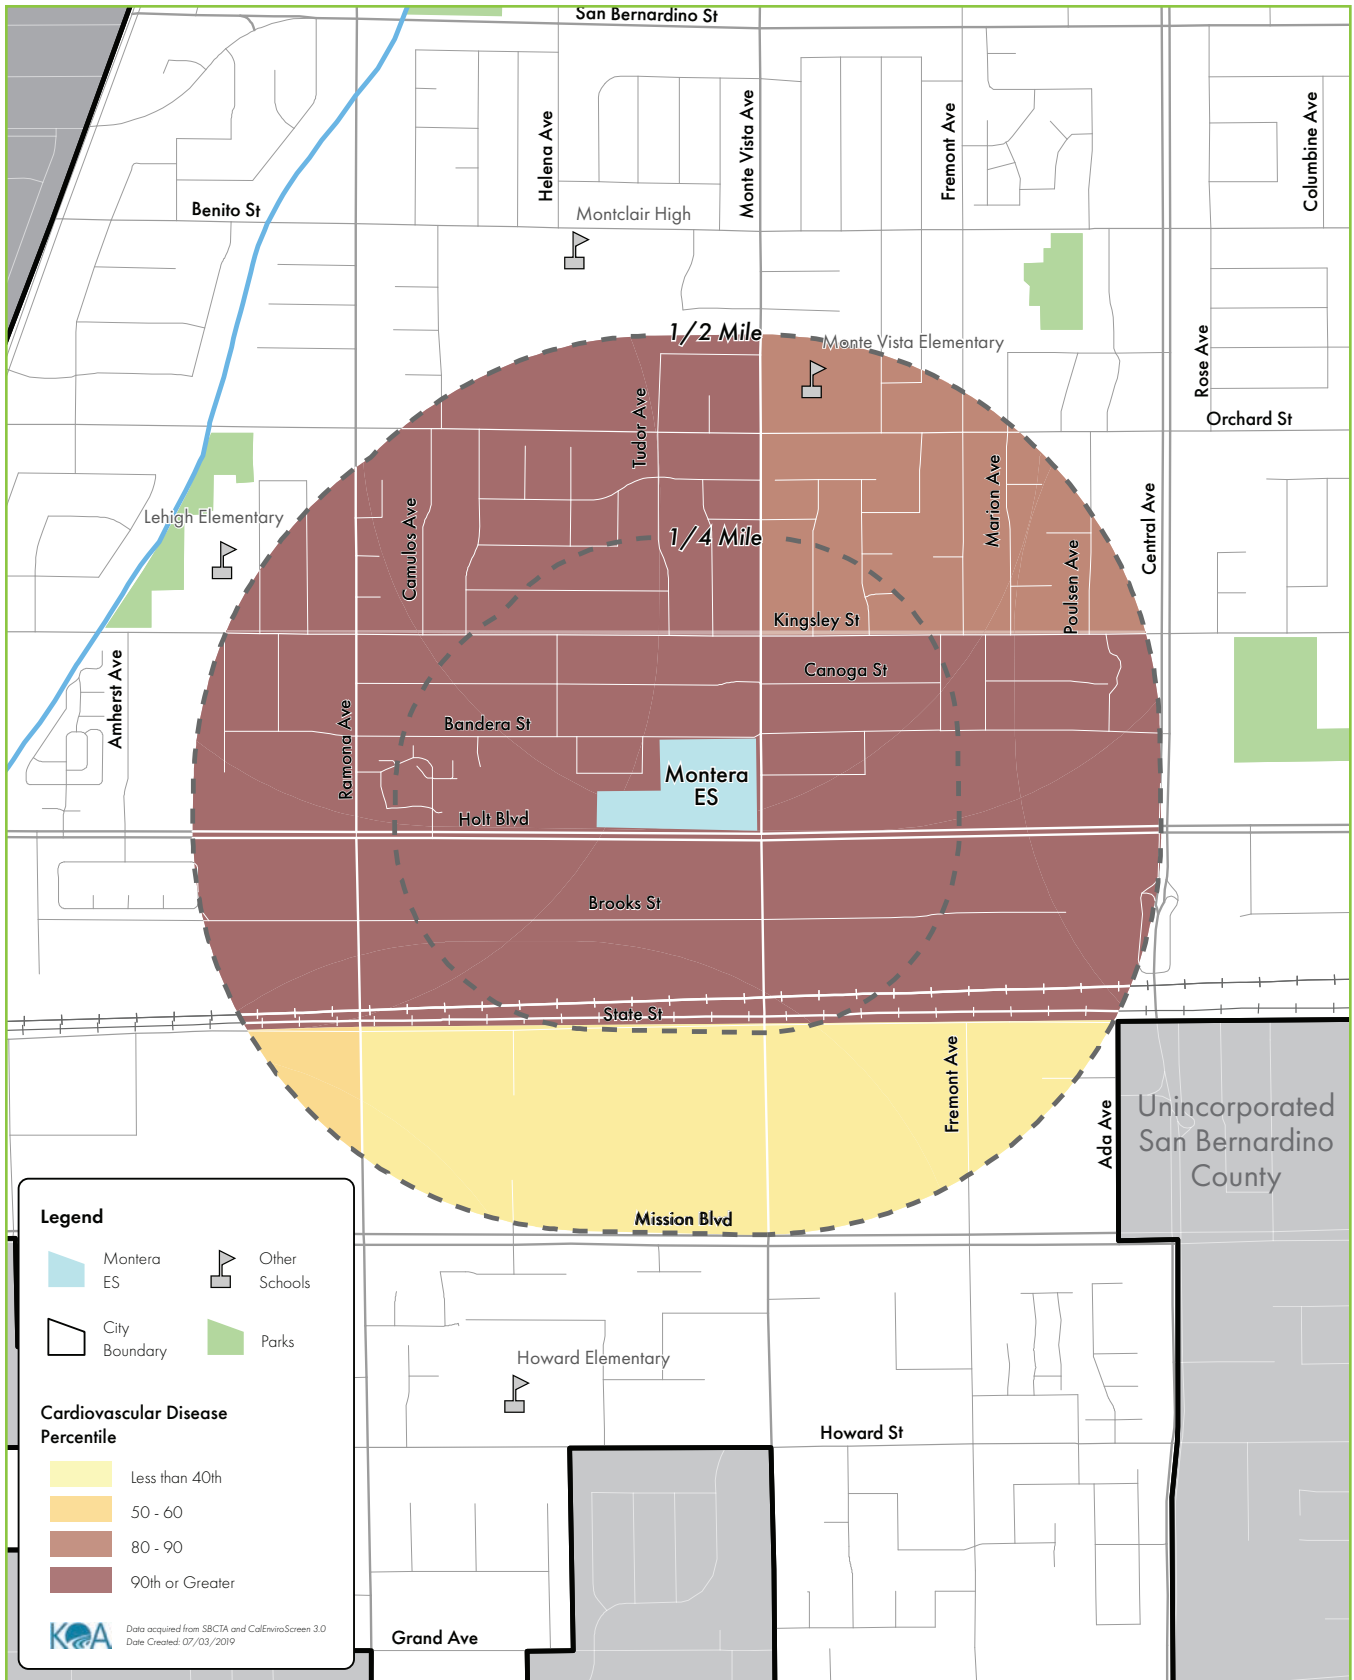 San Bernardino St
Helena Ave
Monte Vista Ave
Fremont Ave
Columbine Ave
Benito St
Montclair High
1/2 Mile
Monte Vista Elementary
Rose Ave
Tudor Ave
Orchard St
Marion Ave
Central Ave
Camulos Ave
Lehigh Elementary
1/4 Mile
Poulsen Ave
Kingsley St
Amherst Ave
Canoga St
Ramona Ave
Bandera St
Montera
ES
Holt Blvd
Brooks St
State St
Fremont Ave
Ada Ave
Unincorporated
San Bernardino
County
Mission Blvd
Howard Elementary
Howard St
Grand Ave
Legend
Montera
ES
Other
Schools
City
Boundary
Parks
Cardiovascular Disease
Percentile
Less than 40th
50 - 60
80 - 90
90th or Greater
KOA
Data acquired from SBCTA and CalEnviroScreen 3.0
Date Created: 07/03/2019